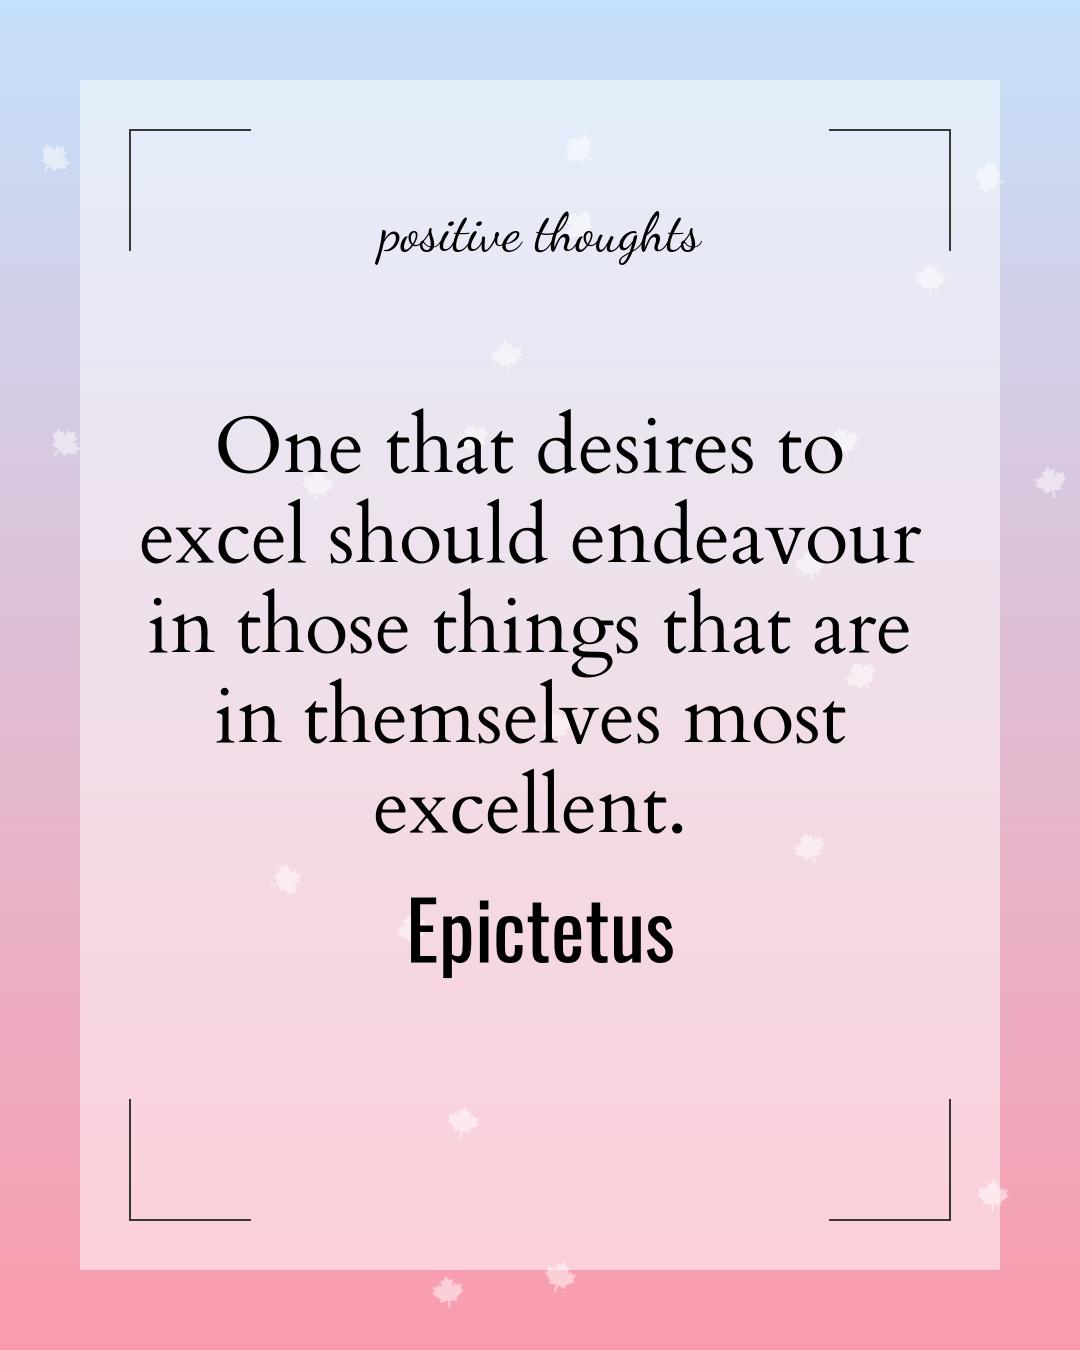 positive thoughts
One that desires to
excel should endeavour
in those things that are
in themselves most
excellent.
Epictetus